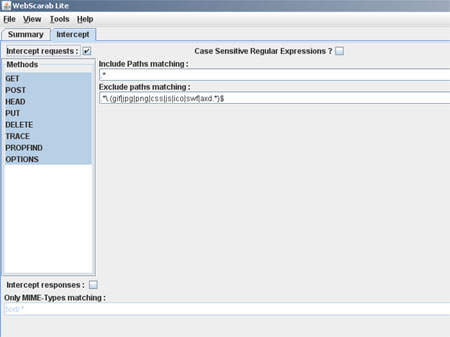 WebScarab Lite
File View Tools Help
Summary Intercept
Intercept requests : Case Sensitive Regular Expressions ?
Methods
Include Paths matching :
.*
Exclude paths matching :
.*\.(gif|jpg|png|css|js|ico|swf|axd.*)$
GET
POST
HEAD
PUT
DELETE
TRACE
PROPFIND
OPTIONS
Intercept responses :
Only MIME-Types matching :
text/.*